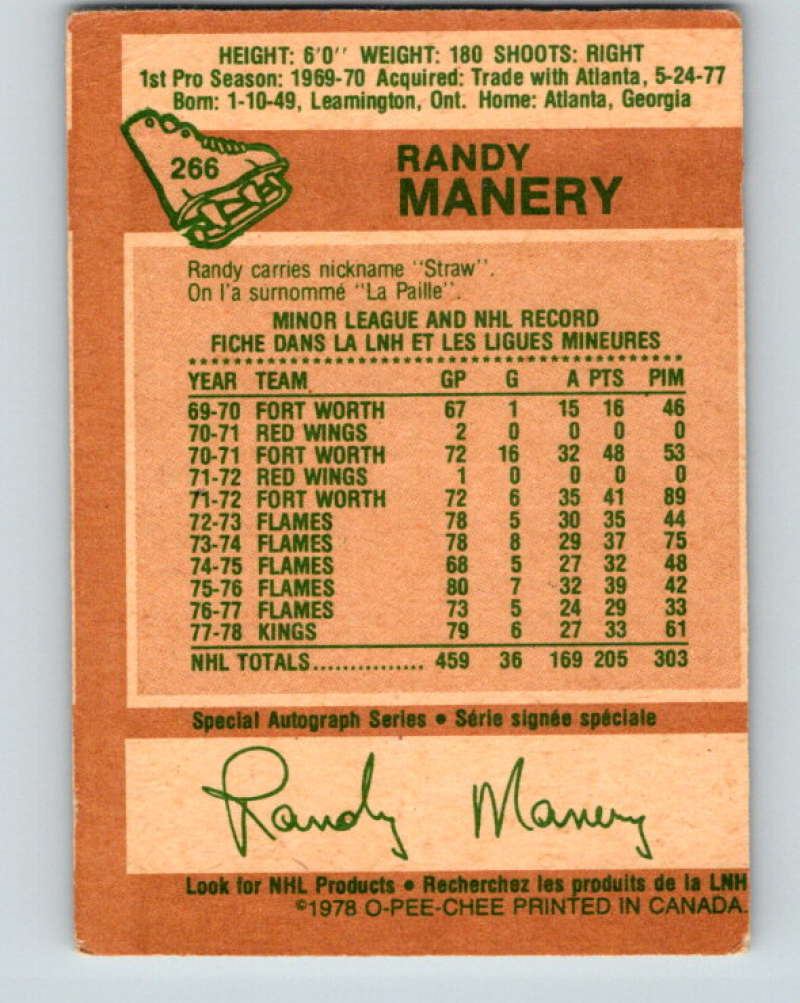 HEIGHT: 6'0'' WEIGHT: 180 SHOOTS: RIGHT
1st Pro Season: 1969-70 Acquired: Trade with Atlanta, 5-24-77
Born: 1-10-49, Leamington, Ont. Home: Atlanta, Georgia
266
RANDY
MANERY
Randy carries nickname ''Straw''.
On l'a surnommé ''La Paille''.
MINOR LEAGUE AND NHL RECORD
FICHE DANS LA LNH ET LES LIGUES MINEURES
YEAR TEAM GP G A PTS PIM
69-70 FORT WORTH 67 1 15 16 46
70-71 RED WINGS 2 0 0 0 0
70-71 FORT WORTH 72 16 32 48 53
71-72 RED WINGS 1 0 0 0 0
71-72 FORT WORTH 72 6 35 41 89
72-73 FLAMES 78 5 30 35 44
73-74 FLAMES 78 8 29 37 75
74-75 FLAMES 68 5 27 32 48
75-76 FLAMES 80 7 32 39 42
76-77 FLAMES 73 5 24 29 33
77-78 KINGS 79 6 27 33 61
NHL TOTALS............... 459 36 169 205 303
Special Autograph Series • Série signée spéciale
Randy Manery
Look for NHL Products • Recherchez les produits de la LNH
©1978 O-PEE-CHEE PRINTED IN CANADA.